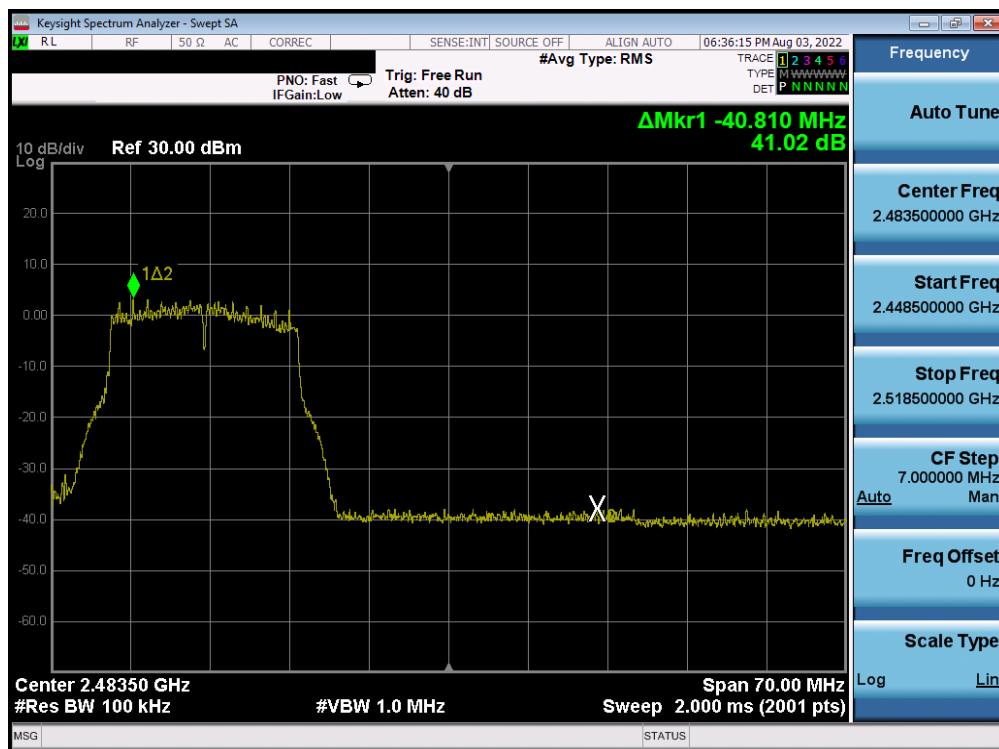 Keysight Spectrum Analyzer - Swept SA
LXI RL RF 50 Ω AC CORREC SENSE:INT SOURCE OFF ALIGN AUTO 06:36:15 PM Aug 03, 2022
#Avg Type: RMS
TRACE 1 2 3 4 5 6
PNO: Fast Trig: Free Run
TYPE M WWWWW
IFGain:Low Atten: 40 dB
DET P N N N N N
ΔMkr1 -40.810 MHz
41.02 dB
10 dB/div Ref 30.00 dBm
Log
20.0
10.0
1Δ2
0.00
-10.0
-20.0
-30.0
-40.0
-50.0
-60.0
Center 2.48350 GHz Span 70.00 MHz
#Res BW 100 kHz #VBW 1.0 MHz Sweep 2.000 ms (2001 pts)
MSG STATUS
Frequency
Auto Tune
Center Freq
2.483500000 GHz
Start Freq
2.448500000 GHz
Stop Freq
2.518500000 GHz
CF Step
7.000000 MHz
Auto Man
Freq Offset
0 Hz
Scale Type
Log Lin